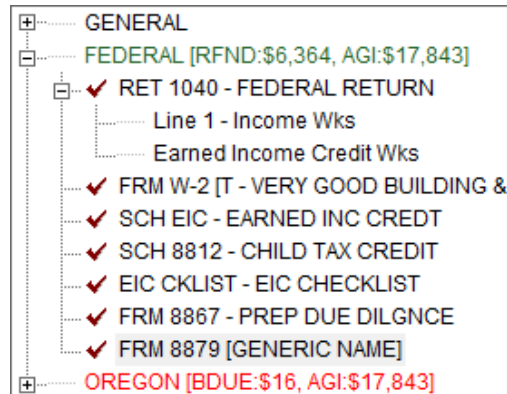 GENERAL
FEDERAL [RFND:$6,364, AGI:$17,843]
RET 1040 - FEDERAL RETURN
Line 1 - Income Wks
Earned Income Credit Wks
FRM W-2 [T - VERY GOOD BUILDING &
SCH EIC - EARNED INC CREDT
SCH 8812 - CHILD TAX CREDIT
EIC CKLIST - EIC CHECKLIST
FRM 8867 - PREP DUE DILGNCE
FRM 8879 [GENERIC NAME]
OREGON [BDUE:$16, AGI:$17,843]